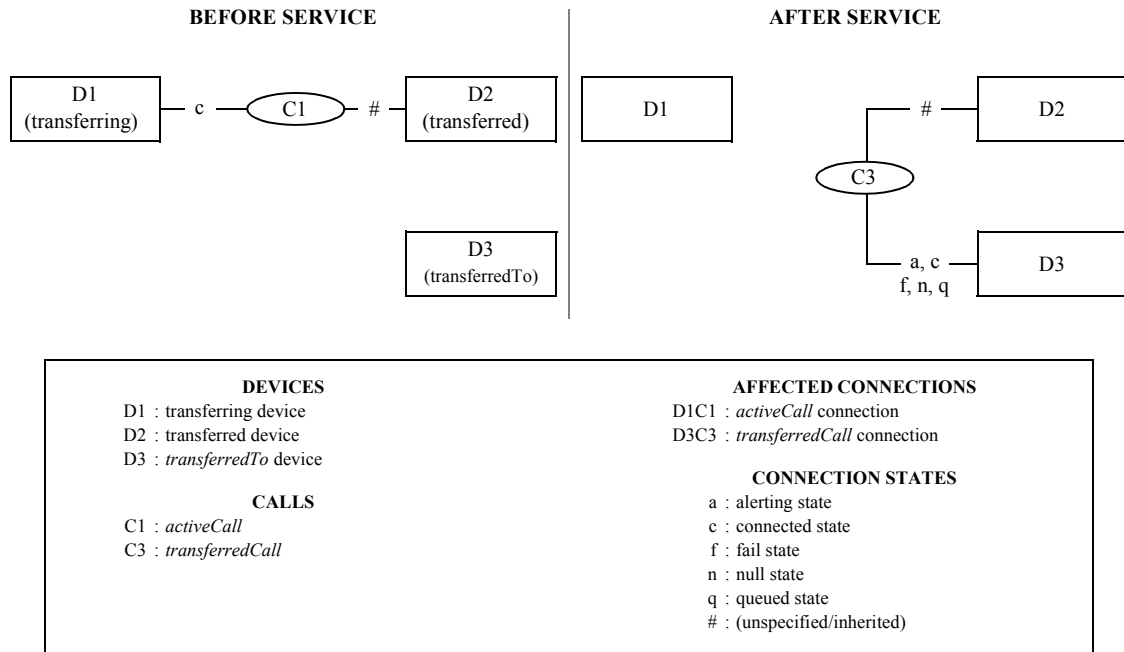 BEFORE SERVICE
AFTER SERVICE
D1
(transferring)
c
C1
#
D2
(transferred)
D3
(transferredTo)
D1
#
D2
C3
a, c
f, n, q
D3
DEVICES
D1 : transferring device
D2 : transferred device
D3 : transferredTo device
CALLS
C1 : activeCall
C3 : transferredCall
AFFECTED CONNECTIONS
D1C1 : activeCall connection
D3C3 : transferredCall connection
CONNECTION STATES
a : alerting state
c : connected state
f : fail state
n : null state
q : queued state
# : (unspecified/inherited)